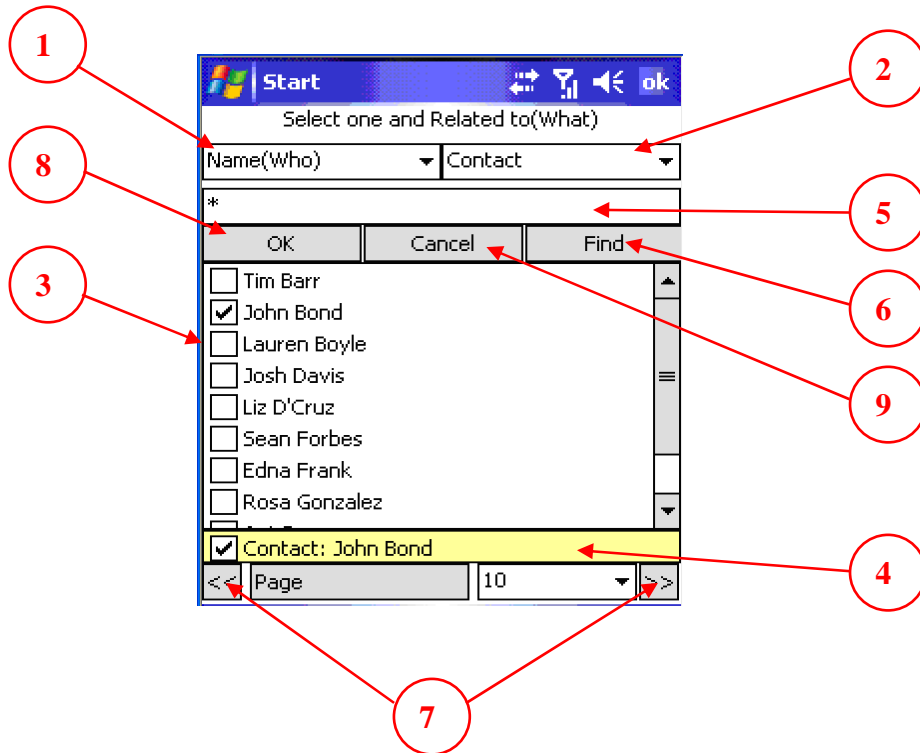 1
2
Start ok
Select one and Related to(What)
Name(Who) Contact
8
*
5
OK Cancel Find
3
Tim Barr
John Bond
6
Lauren Boyle
Josh Davis
9
Liz D'Cruz
Sean Forbes
Edna Frank
Rosa Gonzalez
Contact: John Bond
4
<< Page 10 >>
7